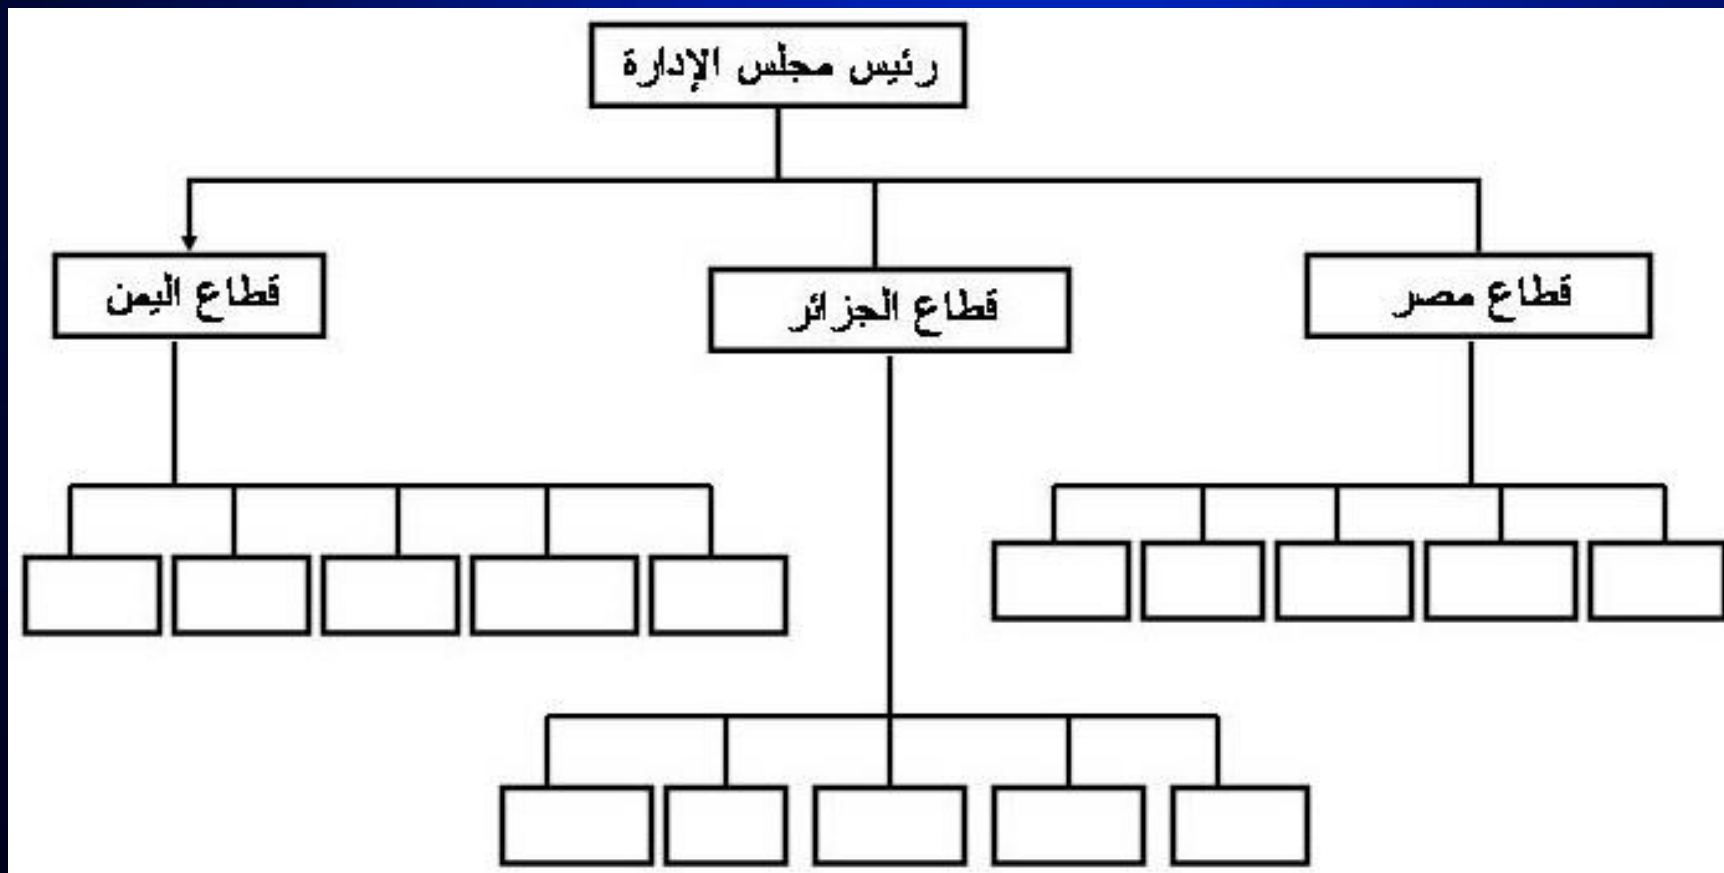 رئيس مجلس الإدارة
قطاع مصر
قطاع الجزائر
قطاع اليمن